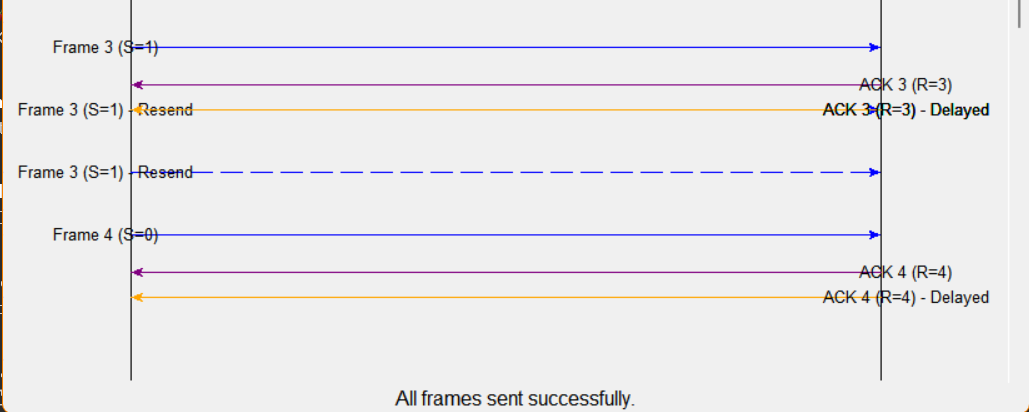 Frame 3 (S=1)
ACK 3 (R=3)
Frame 3 (S=1) - Resend
ACK 3 (R=3) - Delayed
Frame 3 (S=1) - Resend
Frame 4 (S=0)
ACK 4 (R=4)
ACK 4 (R=4) - Delayed
All frames sent successfully.